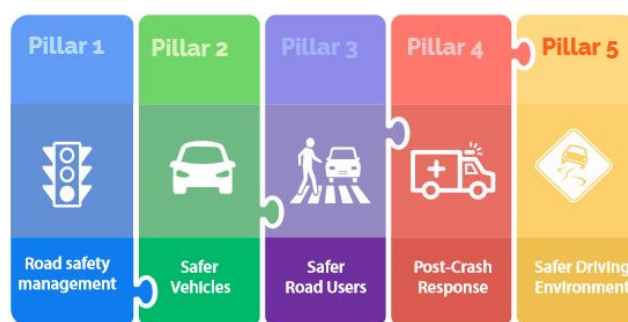 Pillar 1
Pillar 2
Pillar 3
Pillar 4
Pillar 5
Road safety
management
Safer
Vehicles
Safer
Road Users
Post-Crash
Response
Safer Driving
Environment